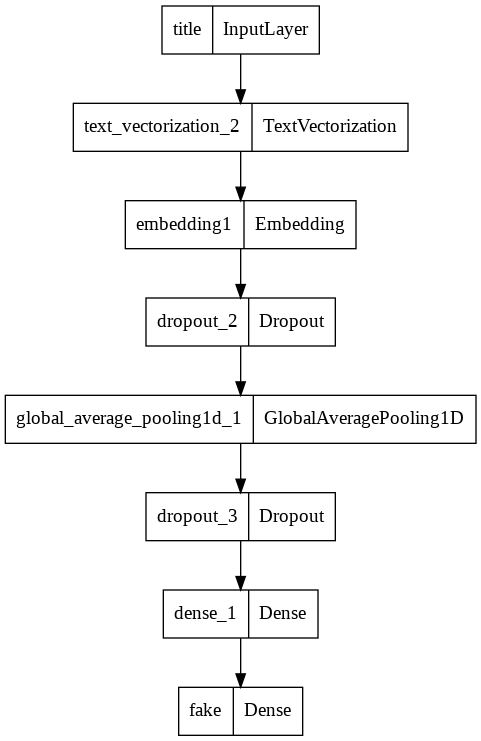 title InputLayer
text_vectorization_2 TextVectorization
embedding1 Embedding
dropout_2 Dropout
global_average_pooling1d_1 GlobalAveragePooling1D
dropout_3 Dropout
dense_1 Dense
fake Dense